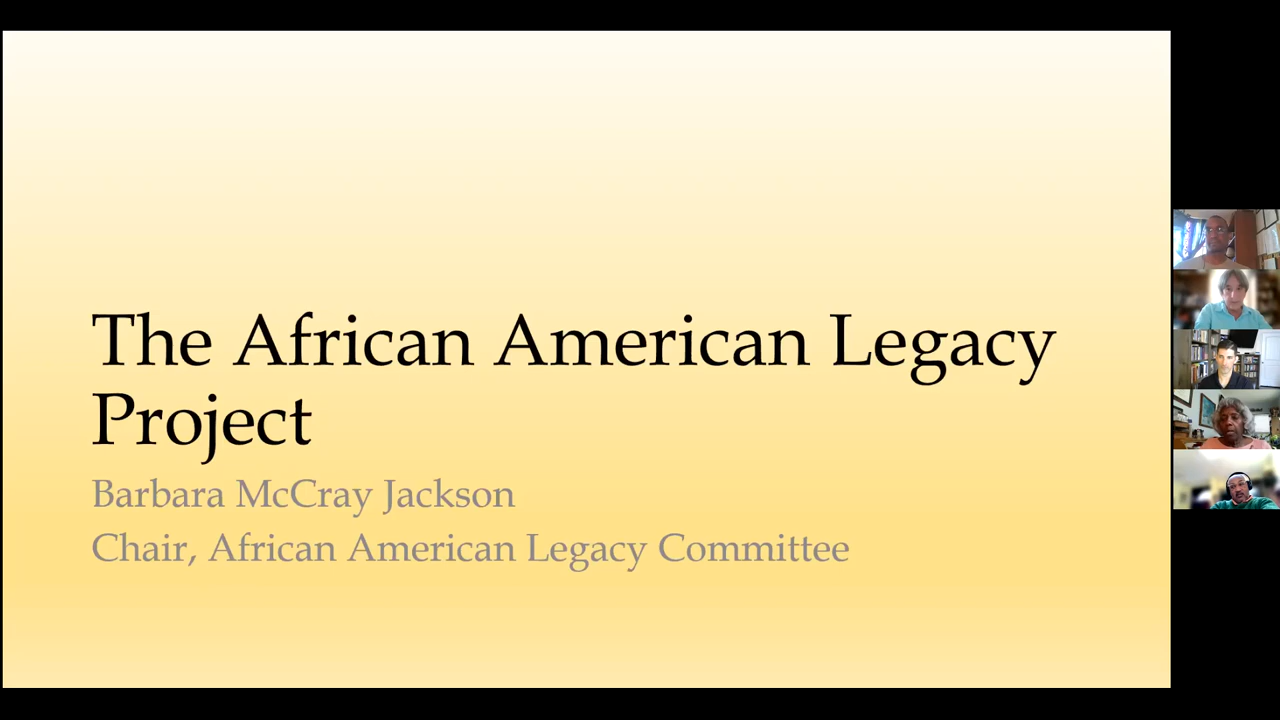 The African American Legacy
Project
Barbara McCray Jackson
Chair, African American Legacy Committee